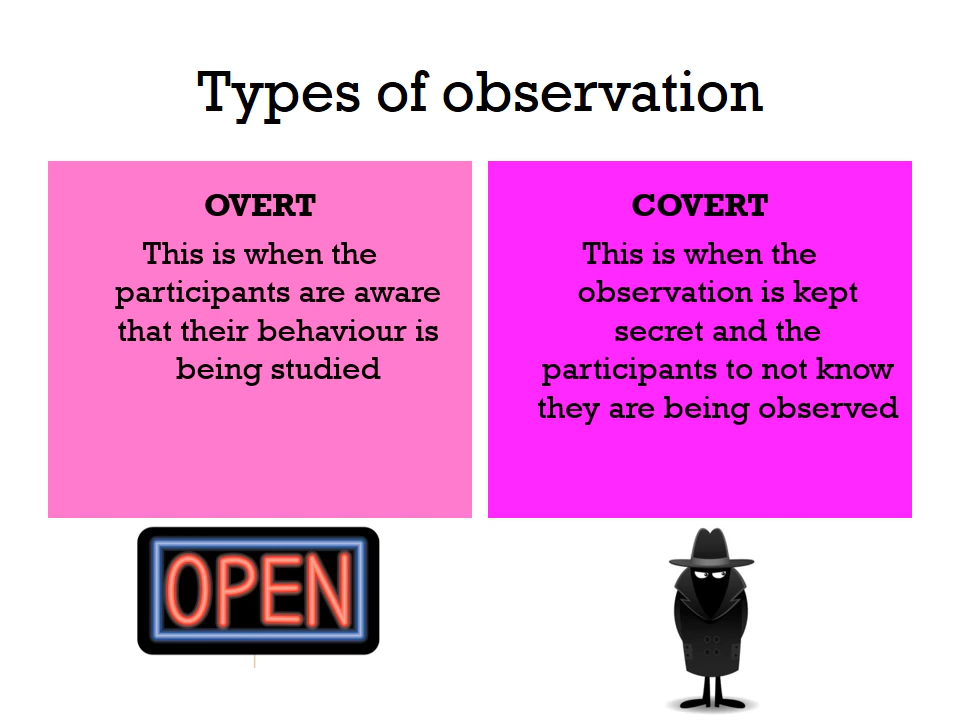 Types of observation
OVERT
This is when the
participants are aware
that their behaviour is
being studied
COVERT
This is when the
observation is kept
secret and the
participants to not know
they are being observed
OPEN